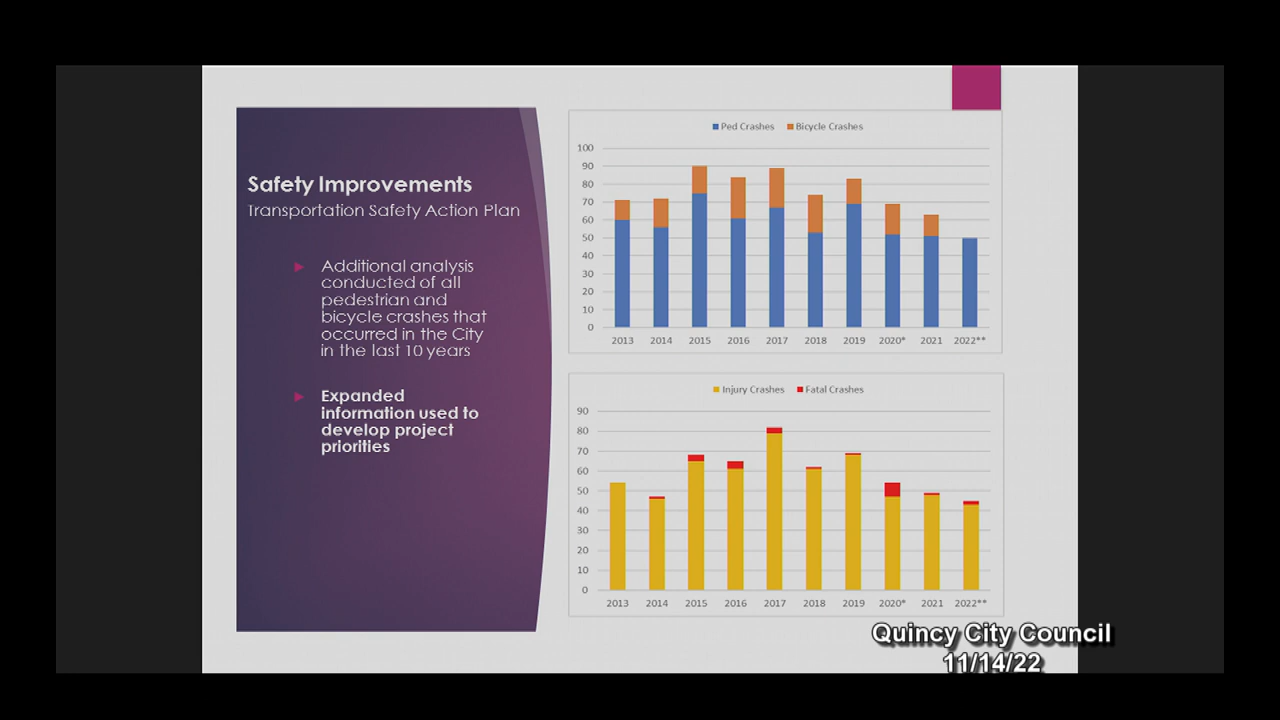 Safety Improvements
Transportation Safety Action Plan
Additional analysis
conducted of all
pedestrian and
bicycle crashes that
occurred in the City
in the last 10 years
Expanded
information used to
develop project
priorities
Ped Crashes Bicycle Crashes
100
90
80
70
60
50
40
30
20
10
0
2013 2014 2015 2016 2017 2018 2019 2020* 2021 2022**
Injury Crashes Fatal Crashes
90
80
70
60
50
40
30
20
10
0
2013 2014 2015 2016 2017 2018 2019 2020* 2021 2022**
Quincy City Council
11/14/22